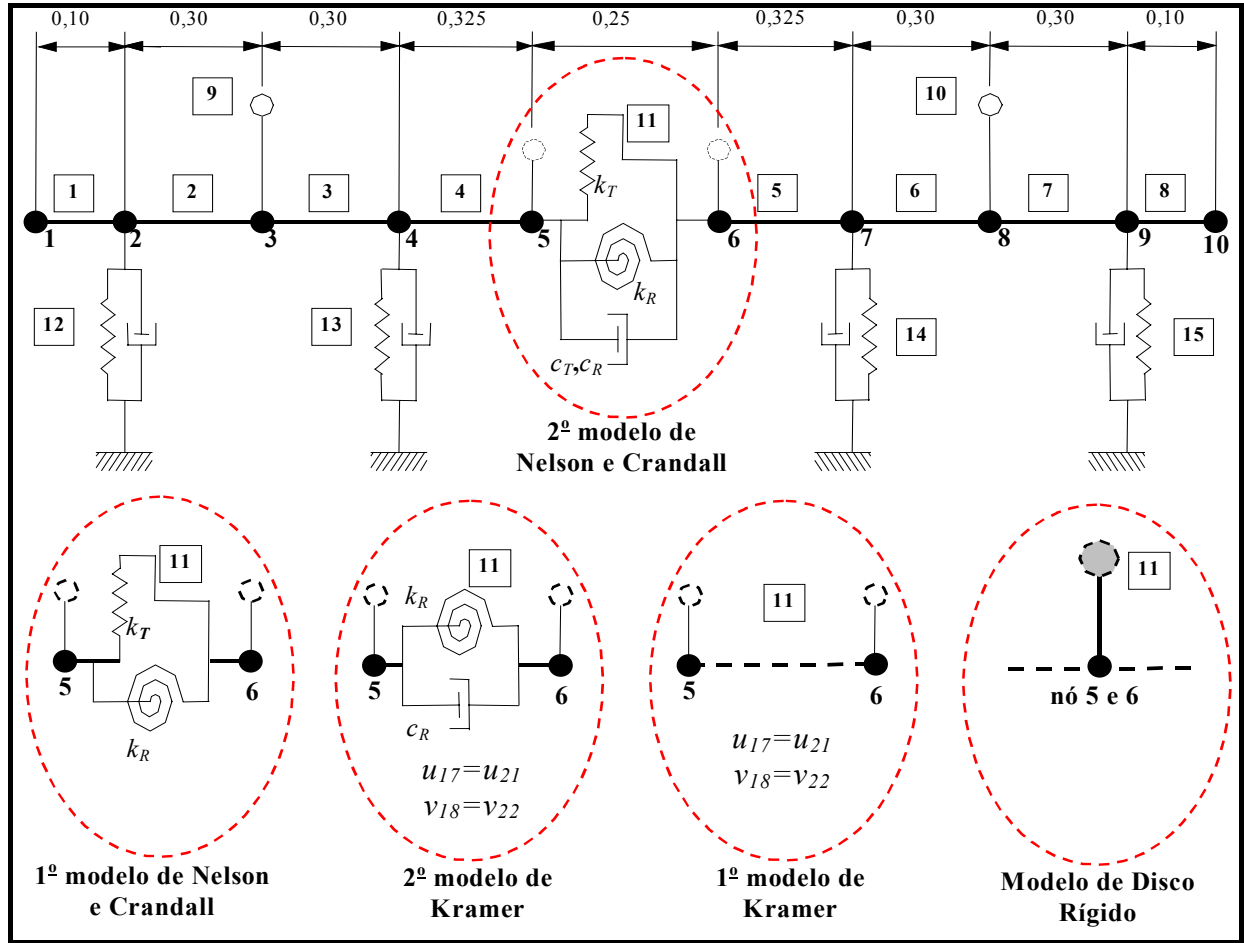 0,10 0,30 0,30 0,325 0,25 0,325 0,30 0,30 0,10
9 10
11
k_T
1 2 3 4 5 6 7 8
1 2 3 4 5 6 7 8 9 10
k_R
12 13 14 15
c_T,c_R
2º modelo de
Nelson e Crandall
11
k_T
5 6
k_R
1º modelo de Nelson
e Crandall
11
k_R
5 6
c_R
u_17=u_21
v_18=v_22
2º modelo de
Kramer
11
5 6
u_17=u_21
v_18=v_22
1º modelo de
Kramer
11
nó 5 e 6
Modelo de Disco
Rígido